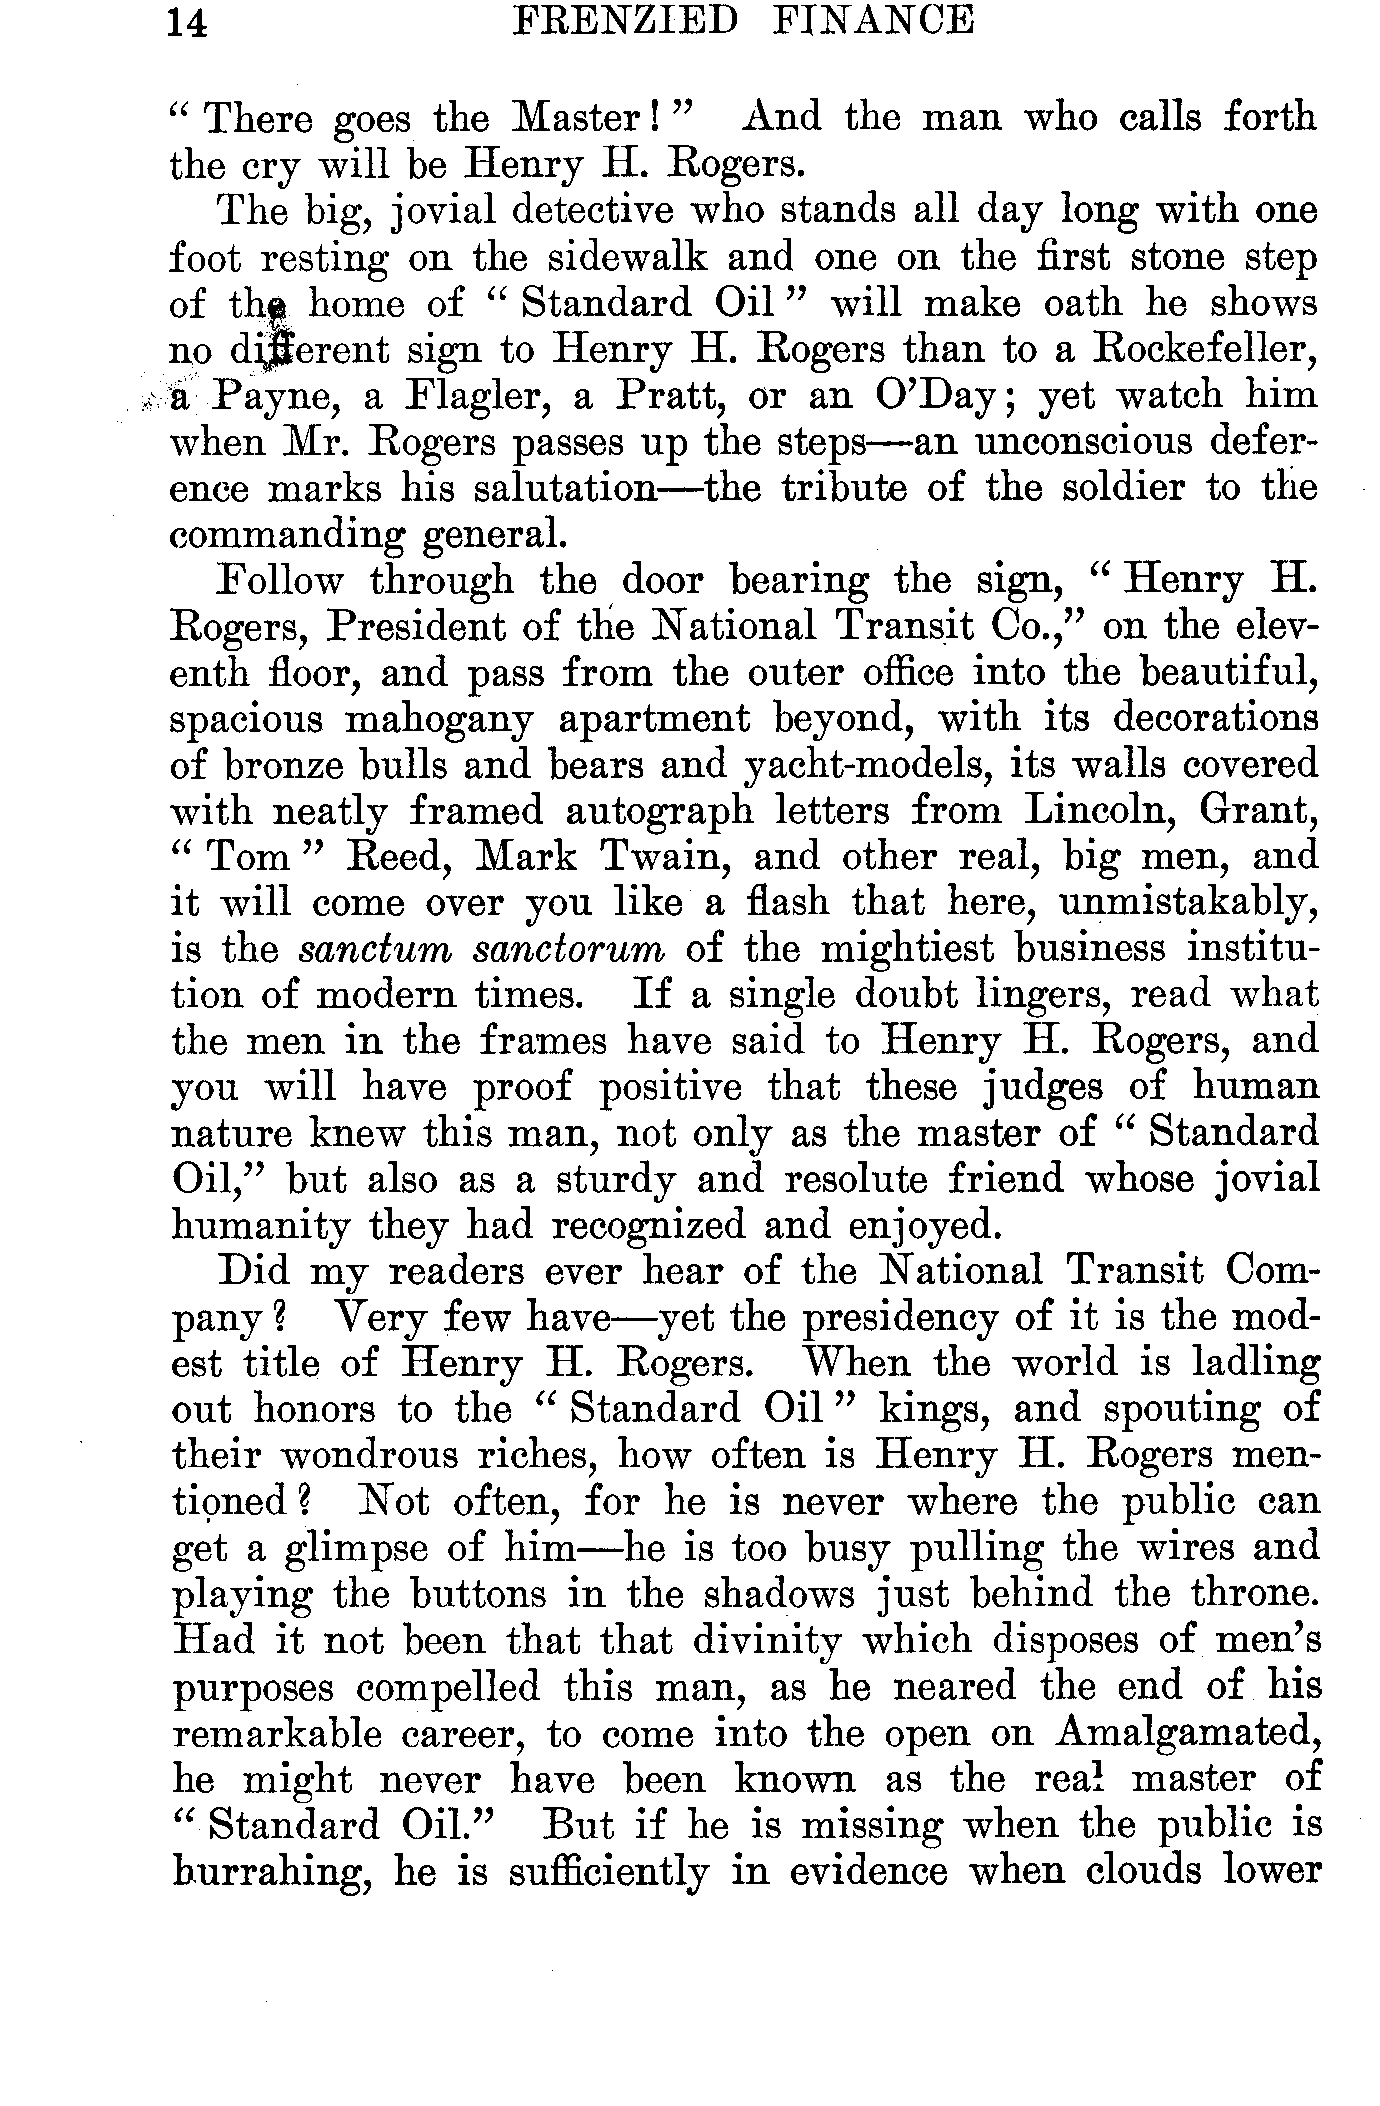 14 FRENZIED FINANCE
“ There goes the Master! ” And the man who calls forth
the cry will be Henry H. Rogers.
The big, jovial detective who stands all day long with one
foot resting on the sidewalk and one on the first stone step
of the home of “ Standard Oil ” will make oath he shows
no different sign to Henry H. Rogers than to a Rockefeller,
a Payne, a Flagler, a Pratt, or an O’Day; yet watch him
when Mr. Rogers passes up the steps—an unconscious defer-
ence marks his salutation—the tribute of the soldier to the
commanding general.
Follow through the door bearing the sign, “ Henry H.
Rogers, President of the National Transit Co.,” on the elev-
enth floor, and pass from the outer office into the beautiful,
spacious mahogany apartment beyond, with its decorations
of bronze bulls and bears and yacht-models, its walls covered
with neatly framed autograph letters from Lincoln, Grant,
“ Tom ” Reed, Mark Twain, and other real, big men, and
it will come over you like a flash that here, unmistakably,
is the sanctum sanctorum of the mightiest business institu-
tion of modern times. If a single doubt lingers, read what
the men in the frames have said to Henry H. Rogers, and
you will have proof positive that these judges of human
nature knew this man, not only as the master of “ Standard
Oil,” but also as a sturdy and resolute friend whose jovial
humanity they had recognized and enjoyed.
Did my readers ever hear of the National Transit Com-
pany? Very few have—yet the presidency of it is the mod-
est title of Henry H. Rogers. When the world is ladling
out honors to the “ Standard Oil ” kings, and spouting of
their wondrous riches, how often is Henry H. Rogers men-
tioned? Not often, for he is never where the public can
get a glimpse of him—he is too busy pulling the wires and
playing the buttons in the shadows just behind the throne.
Had it not been that that divinity which disposes of men’s
purposes compelled this man, as he neared the end of his
remarkable career, to come into the open on Amalgamated,
he might never have been known as the real master of
“ Standard Oil.” But if he is missing when the public is
hurrahing, he is sufficiently in evidence when clouds lower